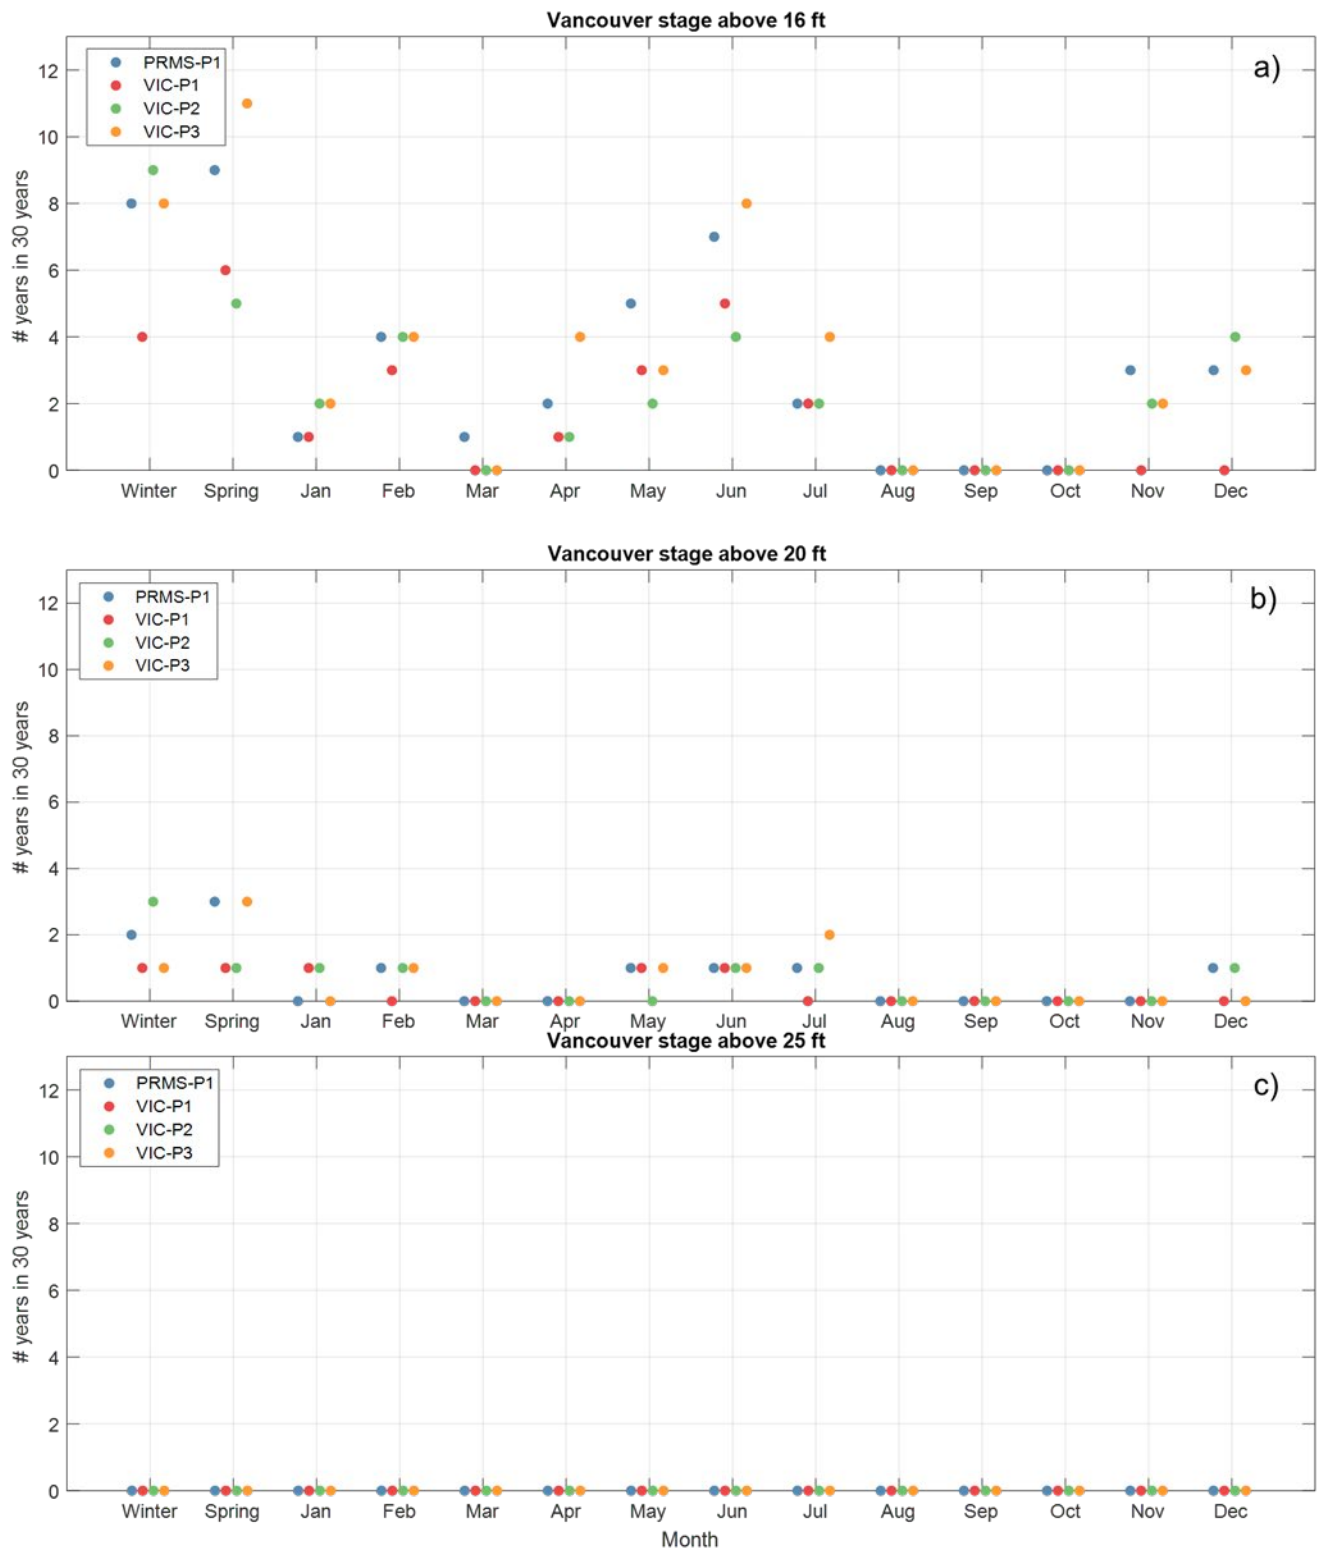 Vancouver stage above 16 ft
a)
PRMS-P1
VIC-P1
VIC-P2
VIC-P3
# years in 30 years
12
10
8
6
4
2
0
Winter Spring Jan Feb Mar Apr May Jun Jul Aug Sep Oct Nov Dec
Vancouver stage above 20 ft
b)
PRMS-P1
VIC-P1
VIC-P2
VIC-P3
# years in 30 years
12
10
8
6
4
2
0
Winter Spring Jan Feb Mar Apr May Jun Jul Aug Sep Oct Nov Dec
Vancouver stage above 25 ft
c)
PRMS-P1
VIC-P1
VIC-P2
VIC-P3
# years in 30 years
12
10
8
6
4
2
0
Winter Spring Jan Feb Mar Apr May Jun Jul Aug Sep Oct Nov Dec
Month